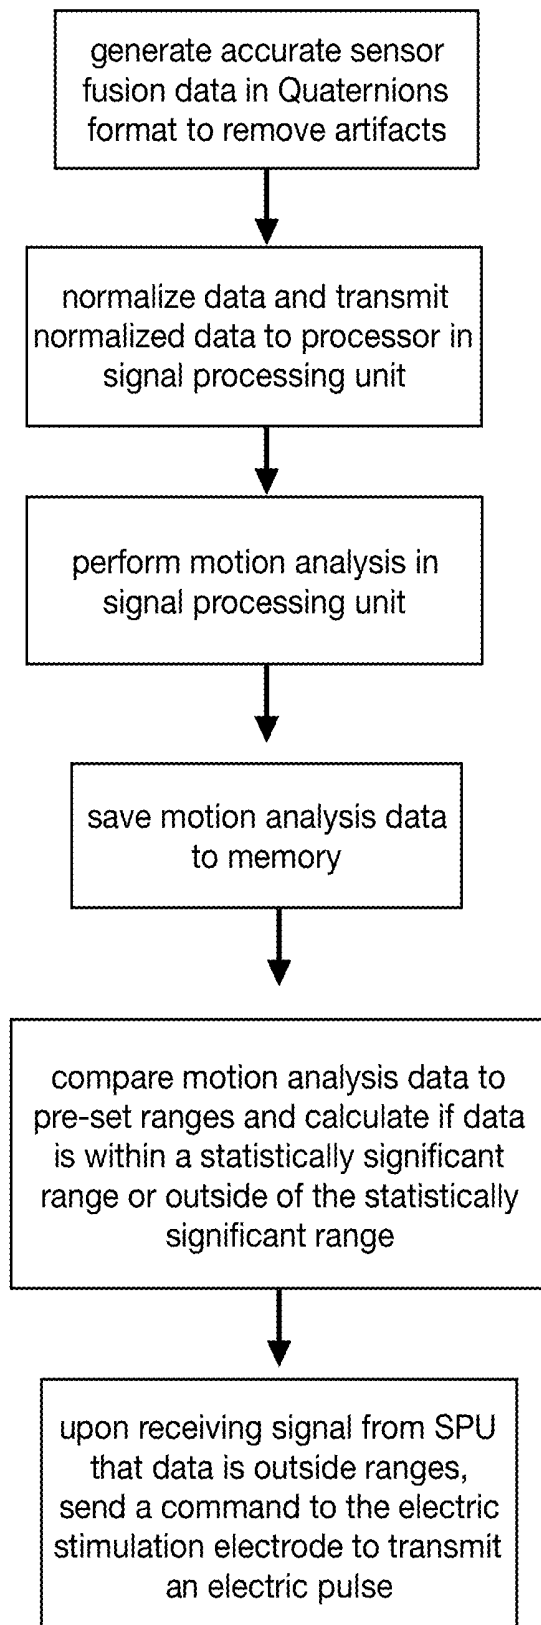 generate accurate sensor
fusion data in Quaternions
format to remove artifacts
normalize data and transmit
normalized data to processor in
signal processing unit
perform motion analysis in
signal processing unit
save motion analysis data
to memory
compare motion analysis data to
pre-set ranges and calculate if data
is within a statistically significant
range or outside of the statistically
significant range
upon receiving signal from SPU
that data is outside ranges,
send a command to the electric
stimulation electrode to transmit
an electric pulse